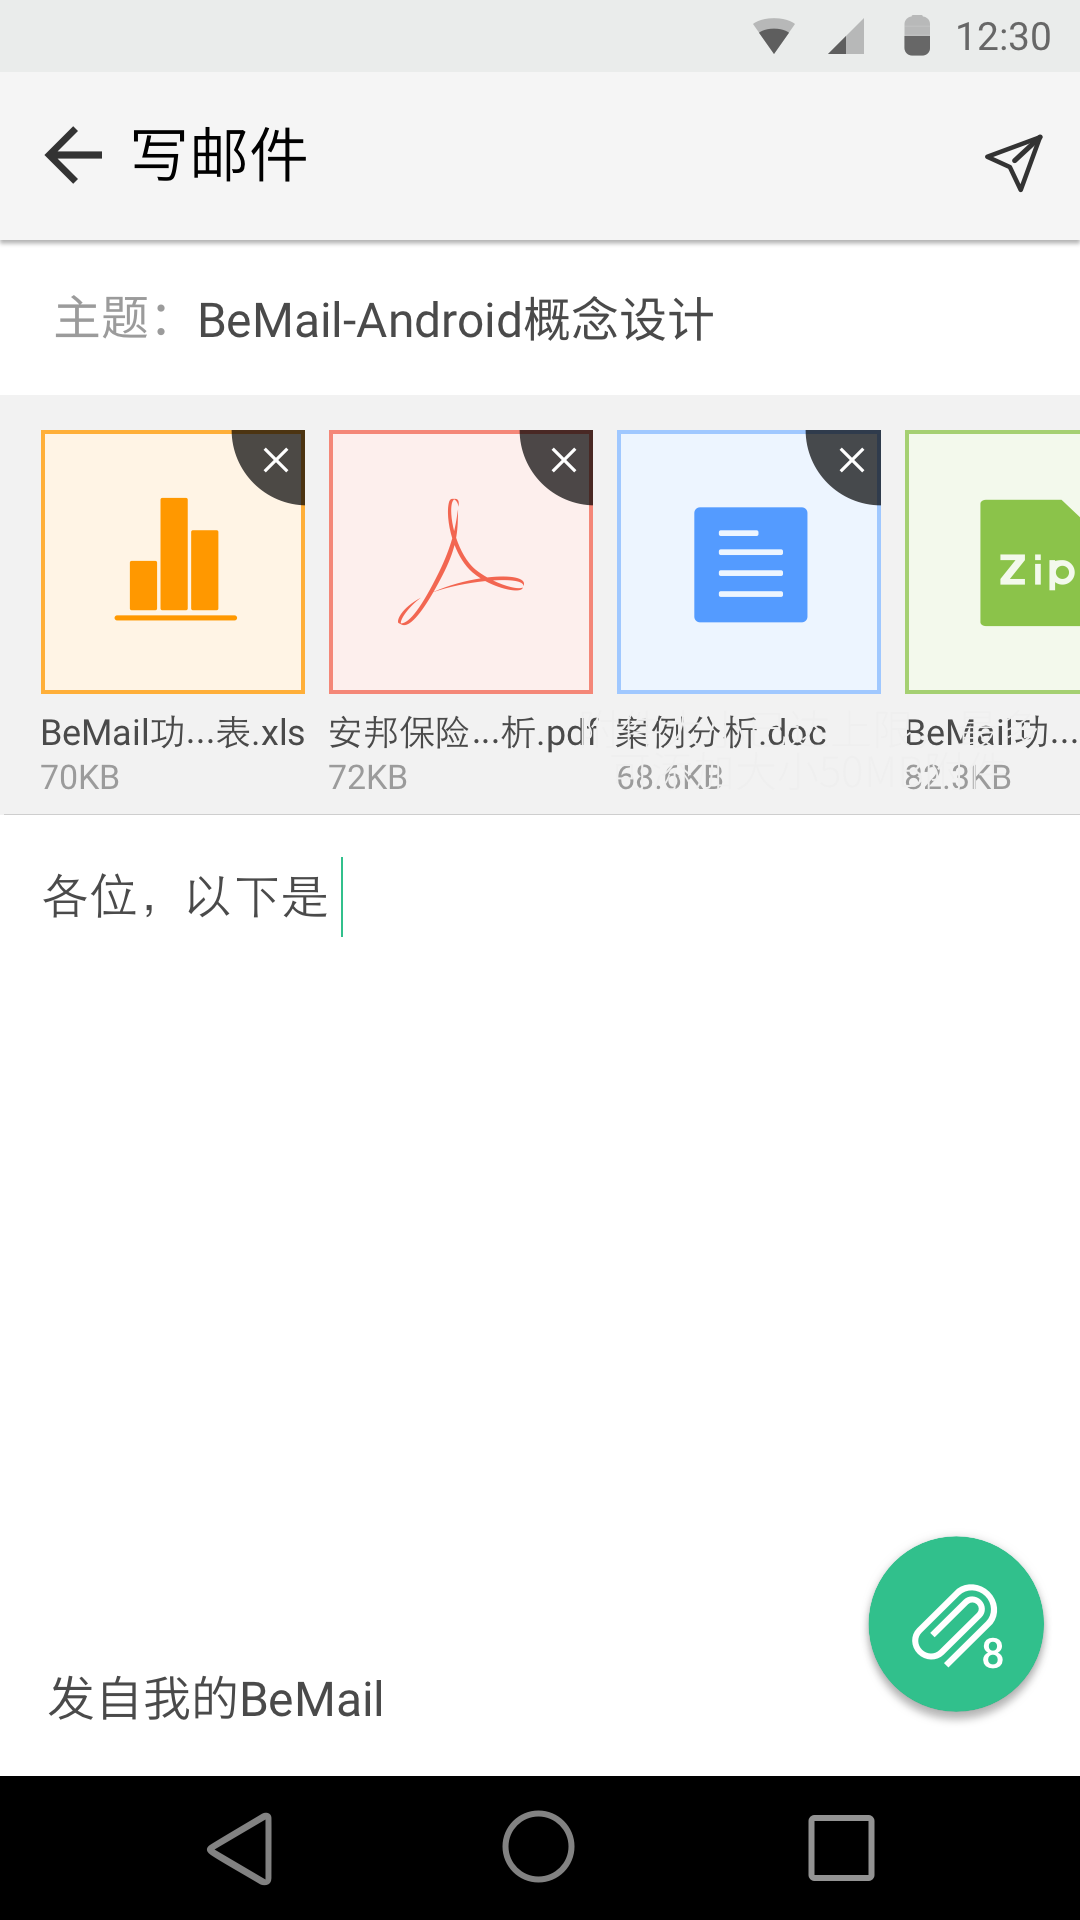 12:30
写邮件
主题：BeMail-Android概念设计
Zip
BeMail功...表.xls
70KB
安邦保险...析.pdf
72KB
案例分析.doc
68.6KB
BeMail功...
82.3KB
各位，以下是
8
发自我的BeMail